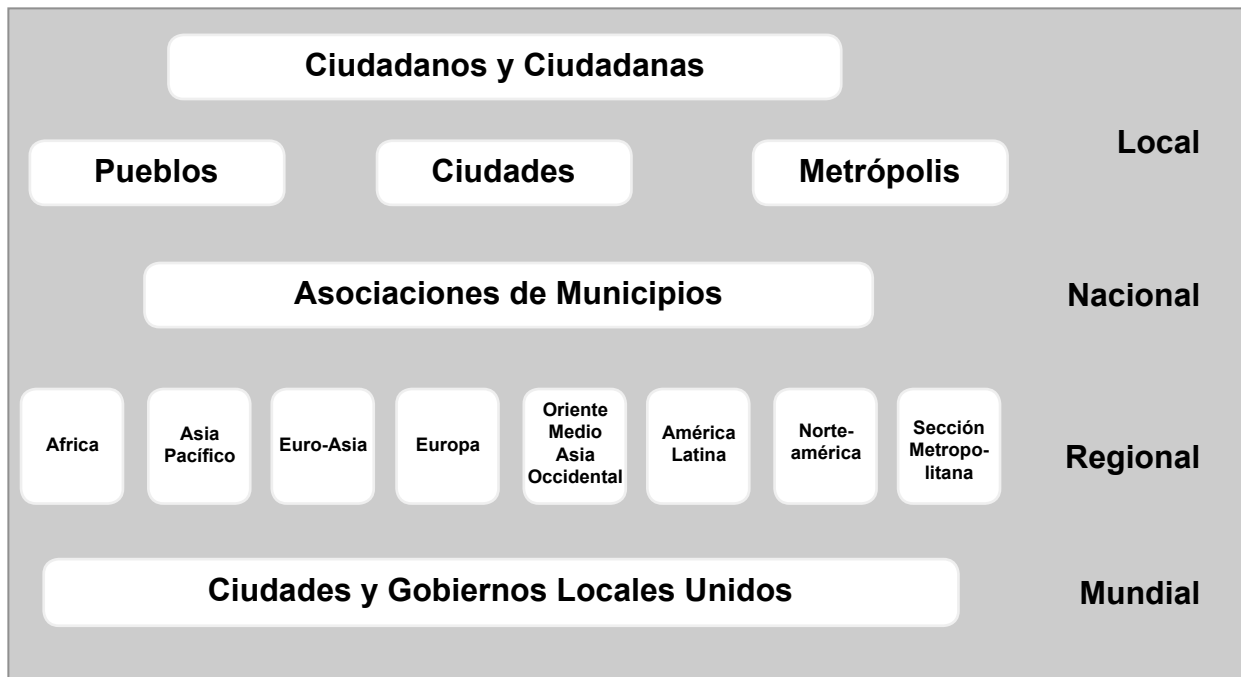 Ciudadanos y Ciudadanas
Local
Pueblos
Ciudades
Metrópolis
Asociaciones de Municipios
Nacional
Africa
Asia
Pacífico
Euro-Asia
Europa
Oriente
Medio
Asia
Occidental
América
Latina
Norte-
américa
Sección
Metropo-
litana
Regional
Ciudades y Gobiernos Locales Unidos
Mundial